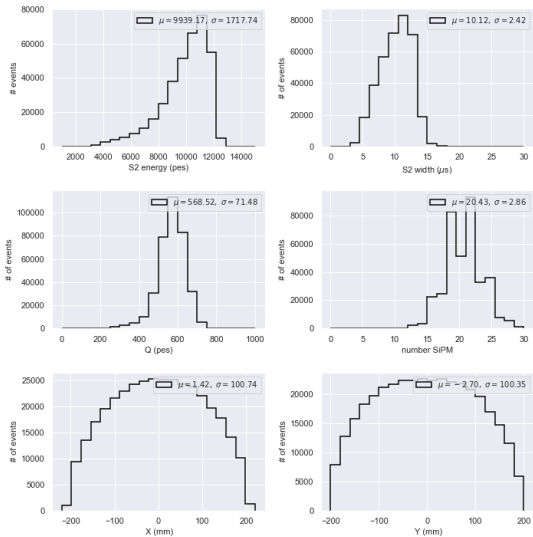 80000
60000
40000
20000
0
# of events
μ = 9939.17, σ = 1717.74
2000 4000 6000 8000 10000 12000 14000
S2 energy (pes)
80000
60000
40000
20000
0
# of events
μ = 10.12, σ = 2.42
0 5 10 15 20 25 30
S2 width (μs)
100000
80000
60000
40000
20000
0
# of events
μ = 568.52, σ = 71.48
0 200 400 600 800 1000
Q (pes)
80000
60000
40000
20000
0
# of events
μ = 20.43, σ = 2.86
0 5 10 15 20 25 30
number SiPM
25000
20000
15000
10000
5000
0
# of events
μ = 1.42, σ = 100.74
−200 −100 0 100 200
X (mm)
20000
15000
10000
5000
0
# of events
μ = −2.70, σ = 100.35
−200 −100 0 100 200
Y (mm)